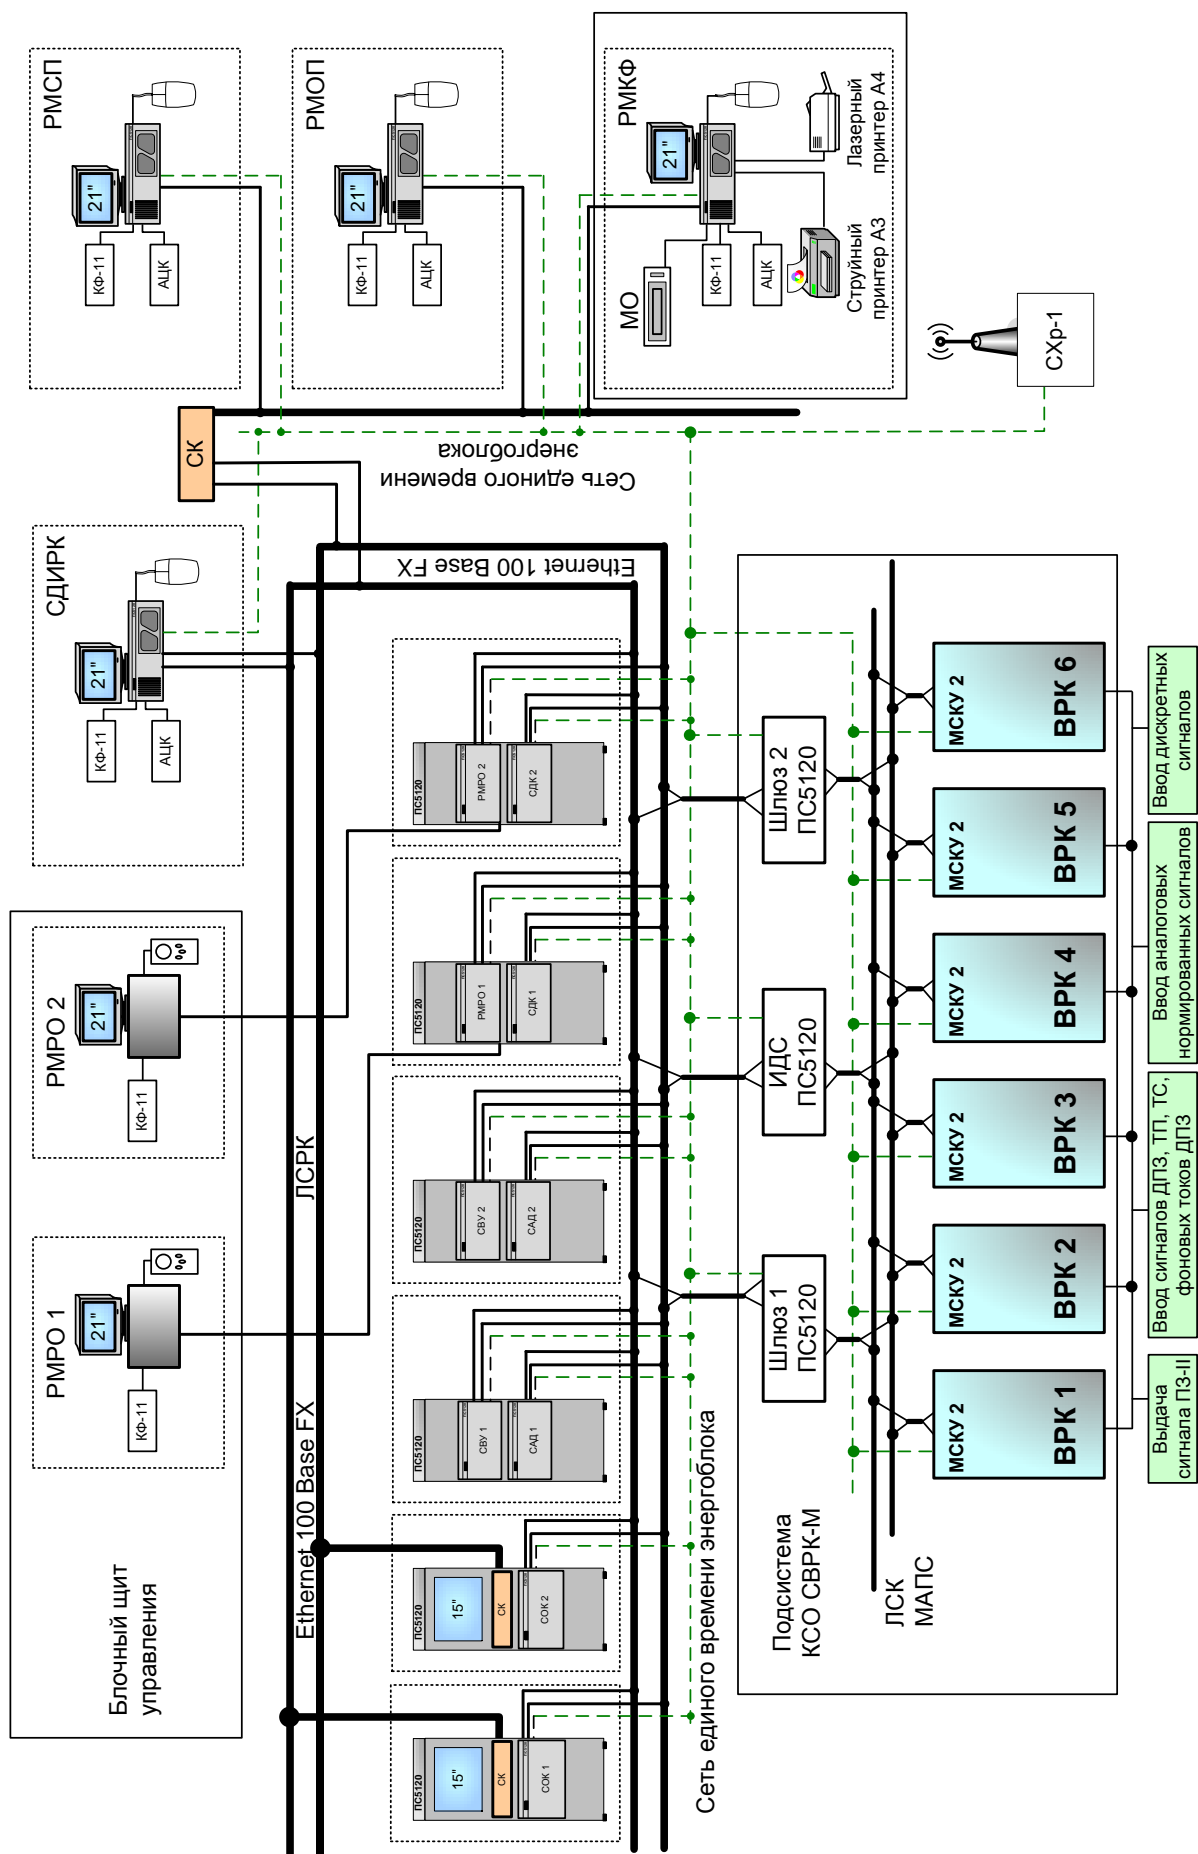 Блочный щит
управления
РМРО 1
21"
КФ-11
РМРО 2
21"
КФ-11
СДИРК
21"
КФ-11
АЦК
РМСП
21"
КФ-11
АЦК
РМОП
21"
КФ-11
АЦК
РМКФ
21"
МО
КФ-11
АЦК
Струйный
принтер А3
Лазерный
принтер А4
СК
Ethernet 100 Base FX
ЛСРК
Ethernet 100 Base FX
Сеть единого времени
энергоблока
СХр-1
ПС5120
15"
СК
СОК 1
ПС5120
15"
СК
СОК 2
ПС5120
СВУ 1
САД 1
ПС5120
СВУ 2
САД 2
ПС5120
РМРО 1
СДК 1
ПС5120
РМРО 2
СДК 2
Сеть единого времени энергоблока
Подсистема
КСО СВРК-М
Шлюз 1
ПС5120
ИДС
ПС5120
Шлюз 2
ПС5120
ЛСК
МАПС
МСКУ 2
ВРК 1
МСКУ 2
ВРК 2
МСКУ 2
ВРК 3
МСКУ 2
ВРК 4
МСКУ 2
ВРК 5
МСКУ 2
ВРК 6
Выдача
сигнала ПЗ-II
Ввод сигналов ДПЗ, ТП, ТС,
фоновых токов ДПЗ
Ввод аналоговых
нормированных сигналов
Ввод дискретных
сигналов